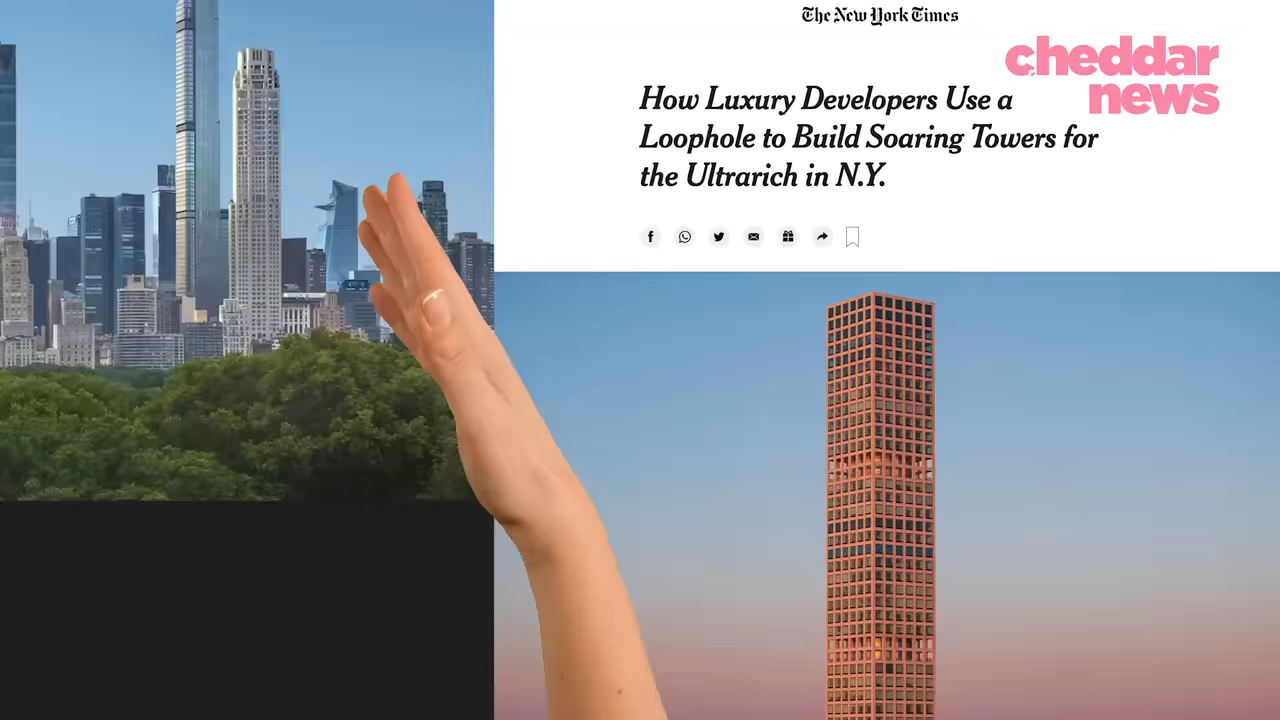 The New York Times
cheddar
news
How Luxury Developers Use a
Loophole to Build Soaring Towers for
the Ultrarich in N.Y.